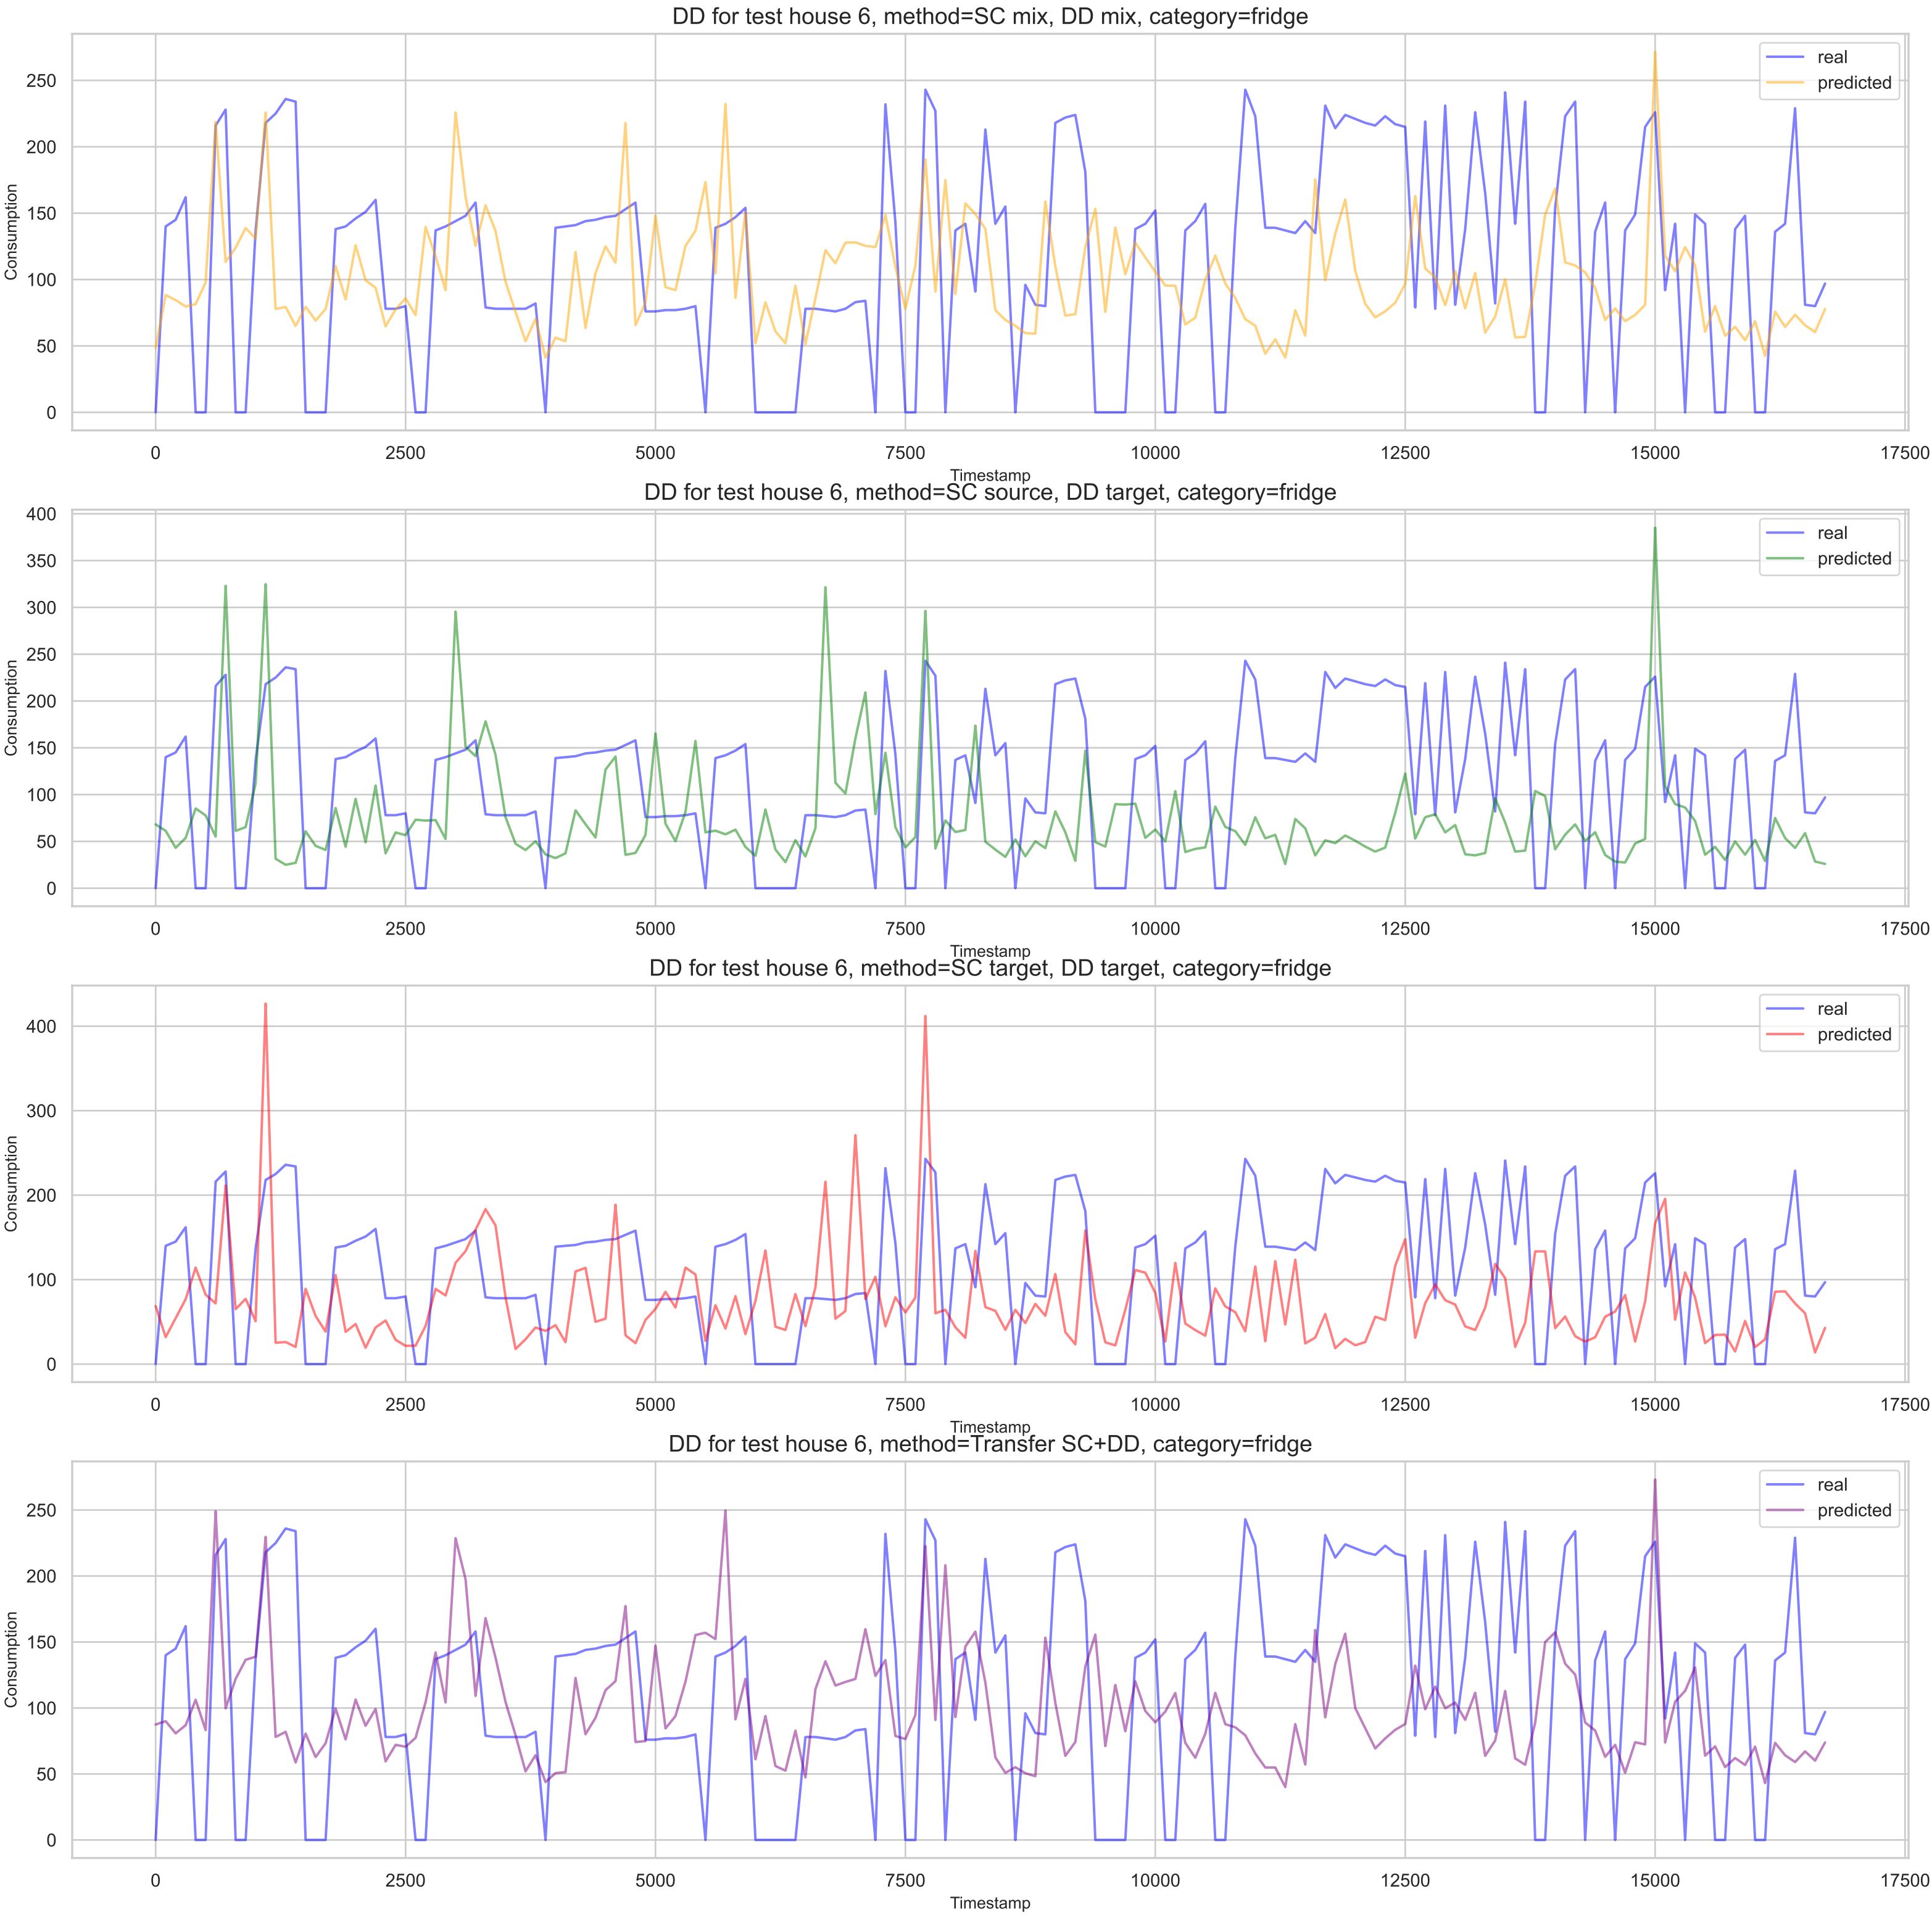 DD for test house 6, method=SC mix, DD mix, category=fridge
real
predicted
Consumption
250
200
150
100
50
0
0 2500 5000 7500 10000 12500 15000 17500
Timestamp
DD for test house 6, method=SC source, DD target, category=fridge
real
predicted
Consumption
400
350
300
250
200
150
100
50
0
0 2500 5000 7500 10000 12500 15000 17500
Timestamp
DD for test house 6, method=SC target, DD target, category=fridge
real
predicted
Consumption
400
300
200
100
0
0 2500 5000 7500 10000 12500 15000 17500
Timestamp
DD for test house 6, method=Transfer SC+DD, category=fridge
real
predicted
Consumption
250
200
150
100
50
0
0 2500 5000 7500 10000 12500 15000 17500
Timestamp